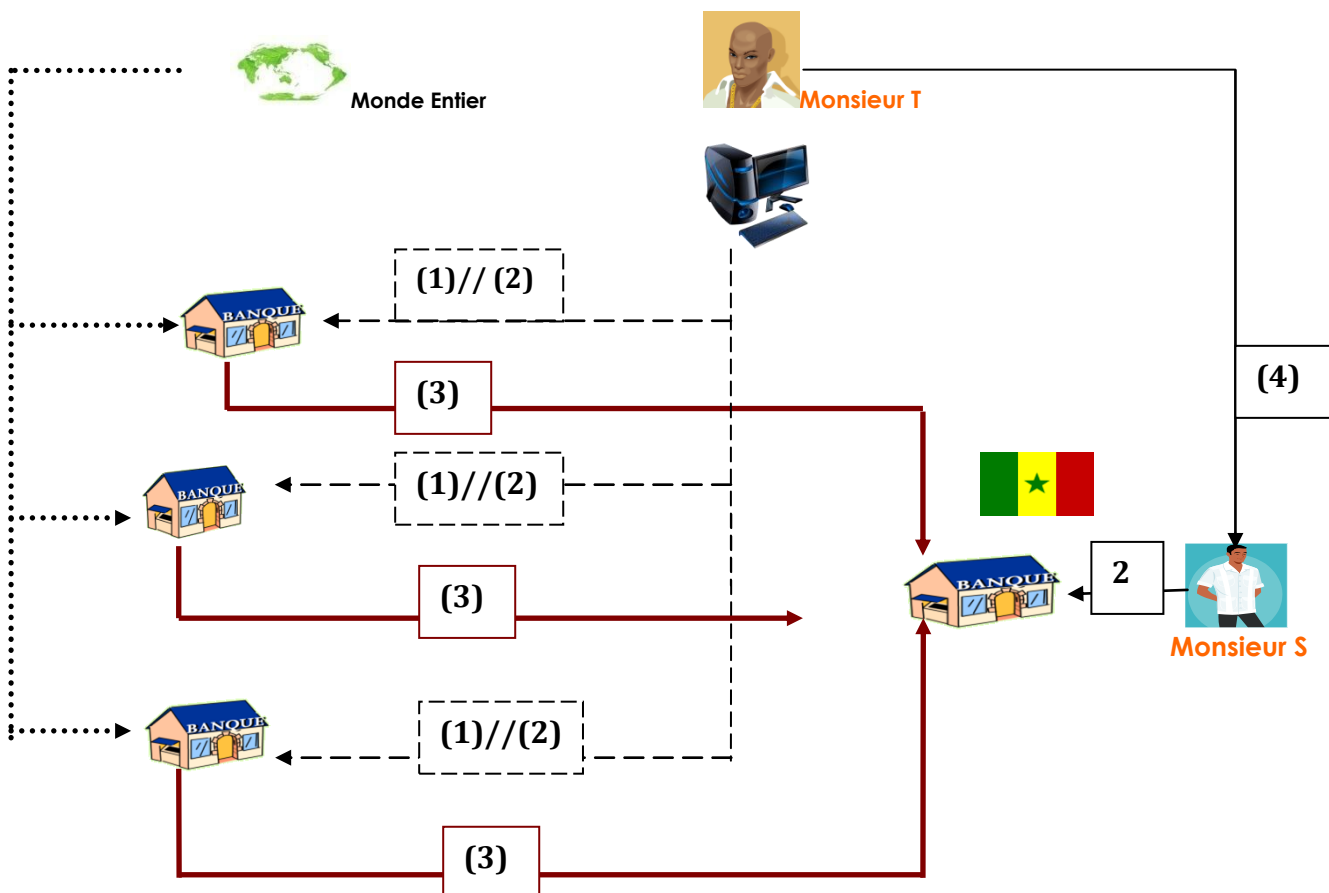 Monde Entier
Monsieur T
(1)// (2)
BANQUE
(3)
(4)
BANQUE
(1)//(2)
BANQUE
2
(3)
Monsieur S
BANQUE
(1)//(2)
(3)